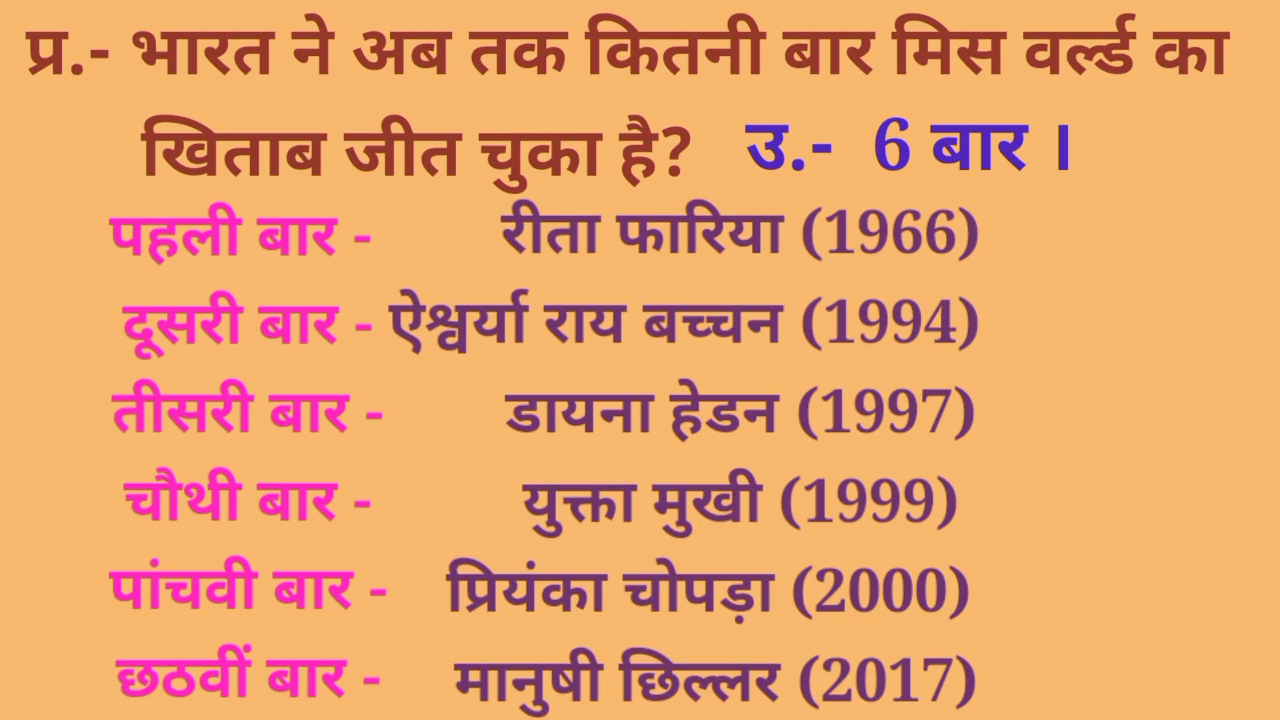 प्र.- भारत ने अब तक कितनी बार मिस वर्ल्ड का
खिताब जीत चुका है? उ.- 6 बार ।
पहली बार - रीता फारिया (1966)
दूसरी बार - ऐश्वर्या राय बच्चन (1994)
तीसरी बार - डायना हेडन (1997)
चौथी बार - युक्ता मुखी (1999)
पांचवी बार - प्रियंका चोपड़ा (2000)
छठवीं बार - मानुषी छिल्लर (2017)